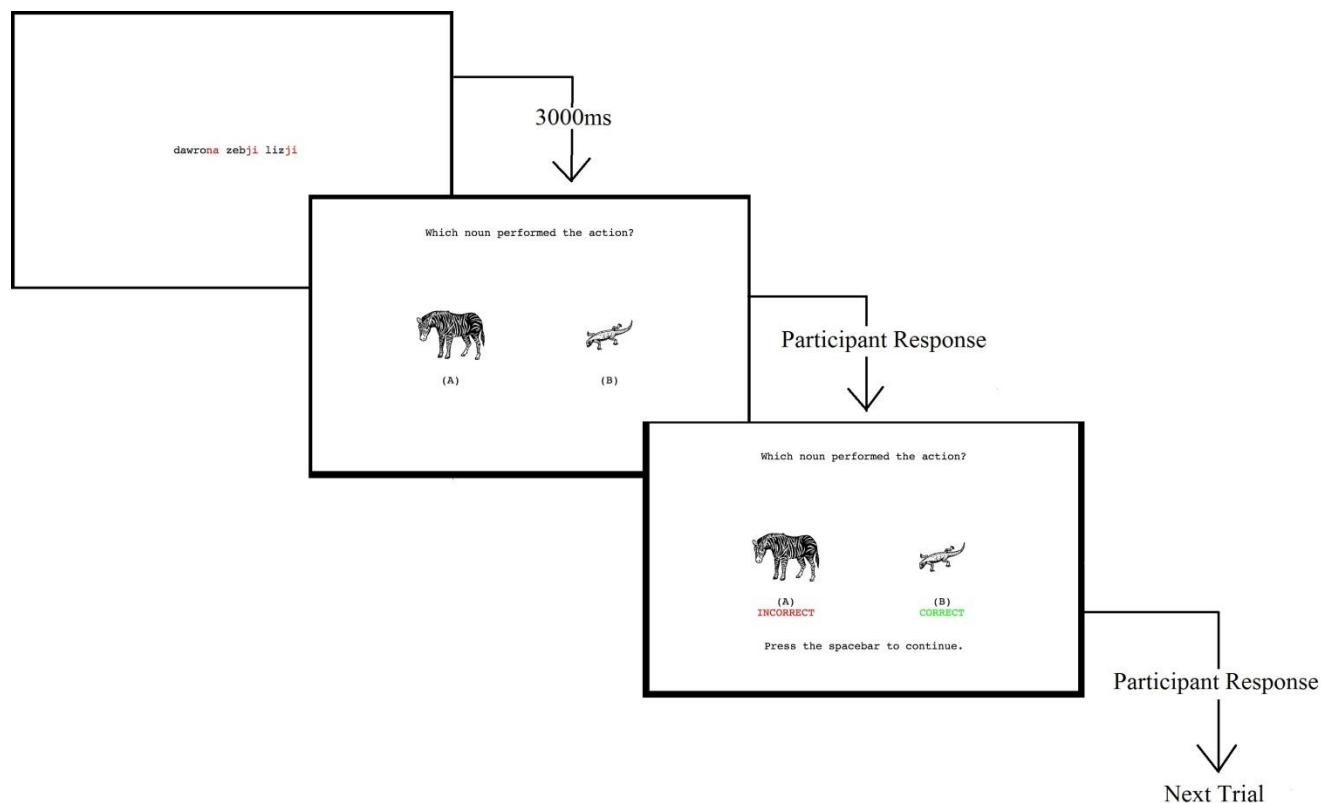 dawrona zebji lizji
3000ms
Which noun performed the action?
(A) (B)
Participant Response
Which noun performed the action?
(A) (B)
INCORRECT CORRECT
Press the spacebar to continue.
Participant Response
Next Trial